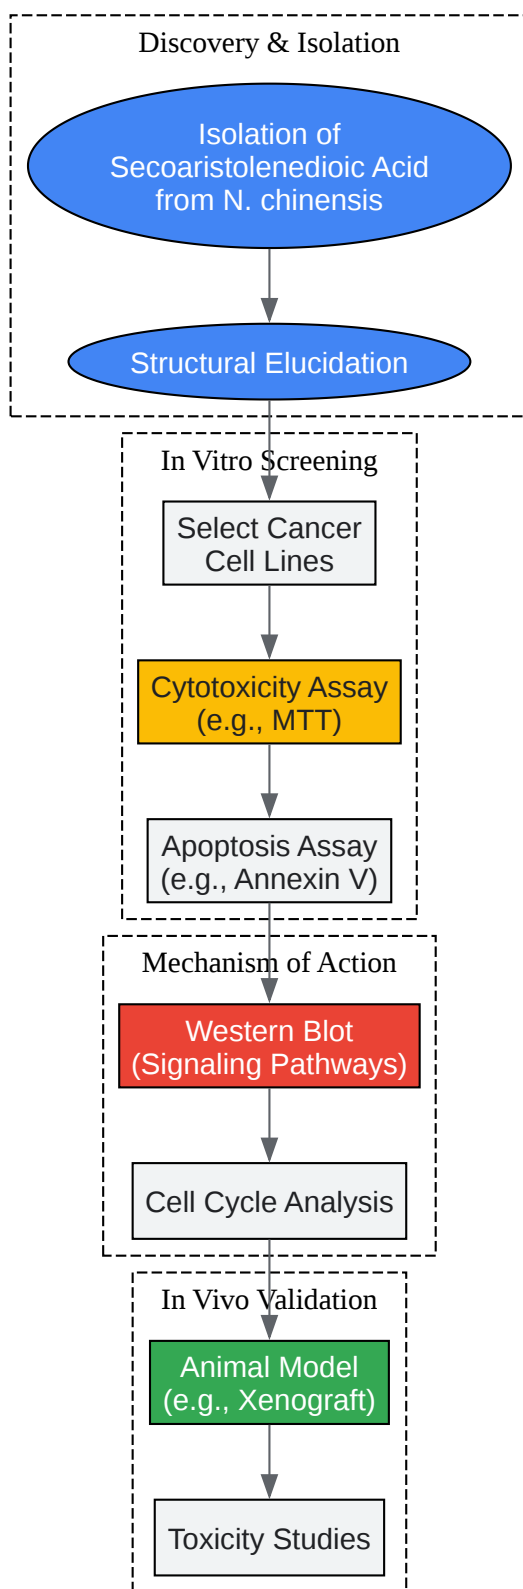 Discovery & Isolation
Isolation of
Secoaristolenedioic Acid
from N. chinensis
Structural Elucidation
In Vitro Screening
Select Cancer
Cell Lines
Cytotoxicity Assay
(e.g., MTT)
Apoptosis Assay
(e.g., Annexin V)
Mechanism of Action
Western Blot
(Signaling Pathways)
Cell Cycle Analysis
In Vivo Validation
Animal Model
(e.g., Xenograft)
Toxicity Studies